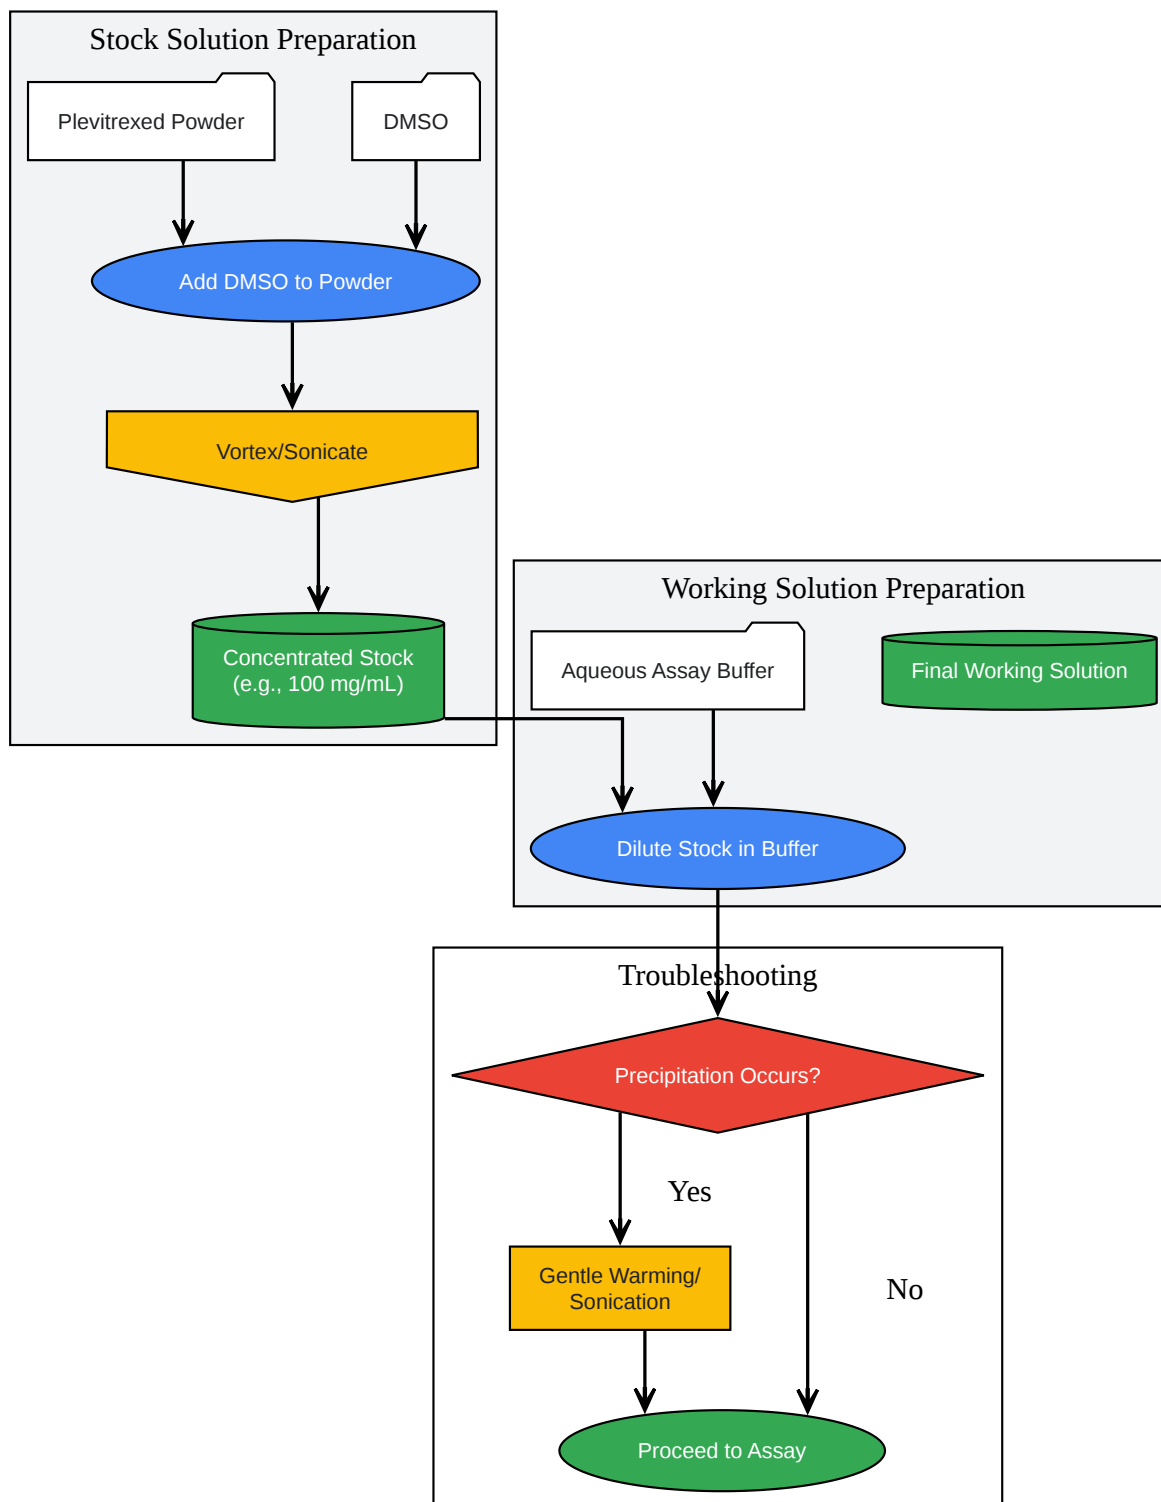 Stock Solution Preparation
Plevitrexed Powder
DMSO
Add DMSO to Powder
Vortex/Sonicate
Concentrated Stock
(e.g., 100 mg/mL)
Working Solution Preparation
Aqueous Assay Buffer
Final Working Solution
Dilute Stock in Buffer
Troubleshooting
Precipitation Occurs?
Yes
Gentle Warming/
Sonication
No
Proceed to Assay